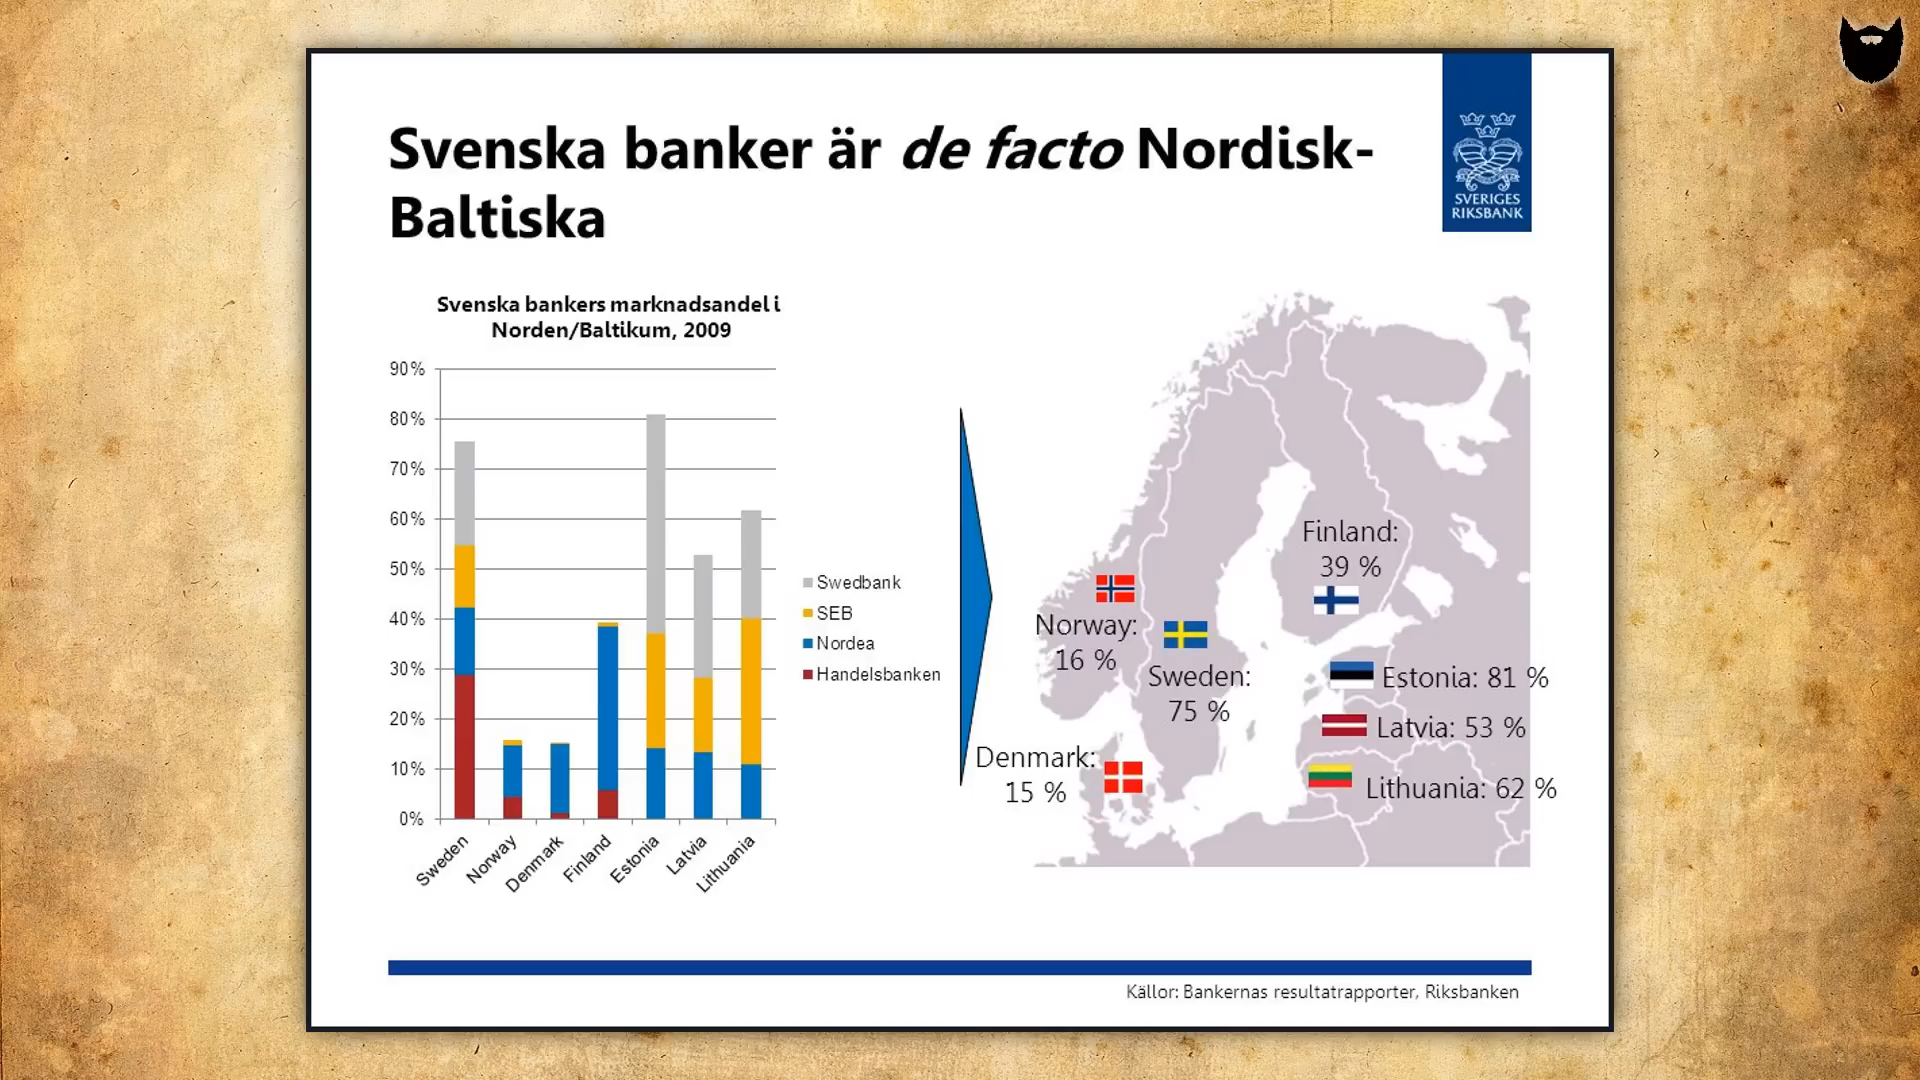 Svenska banker är de facto Nordisk-
Baltiska
SVERIGES
RIKSBANK
Svenska bankers marknadsandel i
Norden/Baltikum, 2009
90%
80%
70%
60%
50%
40%
30%
20%
10%
0%
Sweden
Norway
Denmark
Finland
Estonia
Latvia
Lithuania
Swedbank
SEB
Nordea
Handelsbanken
Finland:
39 %
Norway:
16 %
Sweden:
75 %
Estonia: 81 %
Latvia: 53 %
Denmark:
15 %
Lithuania: 62 %
Källor: Bankernas resultatrapporter, Riksbanken